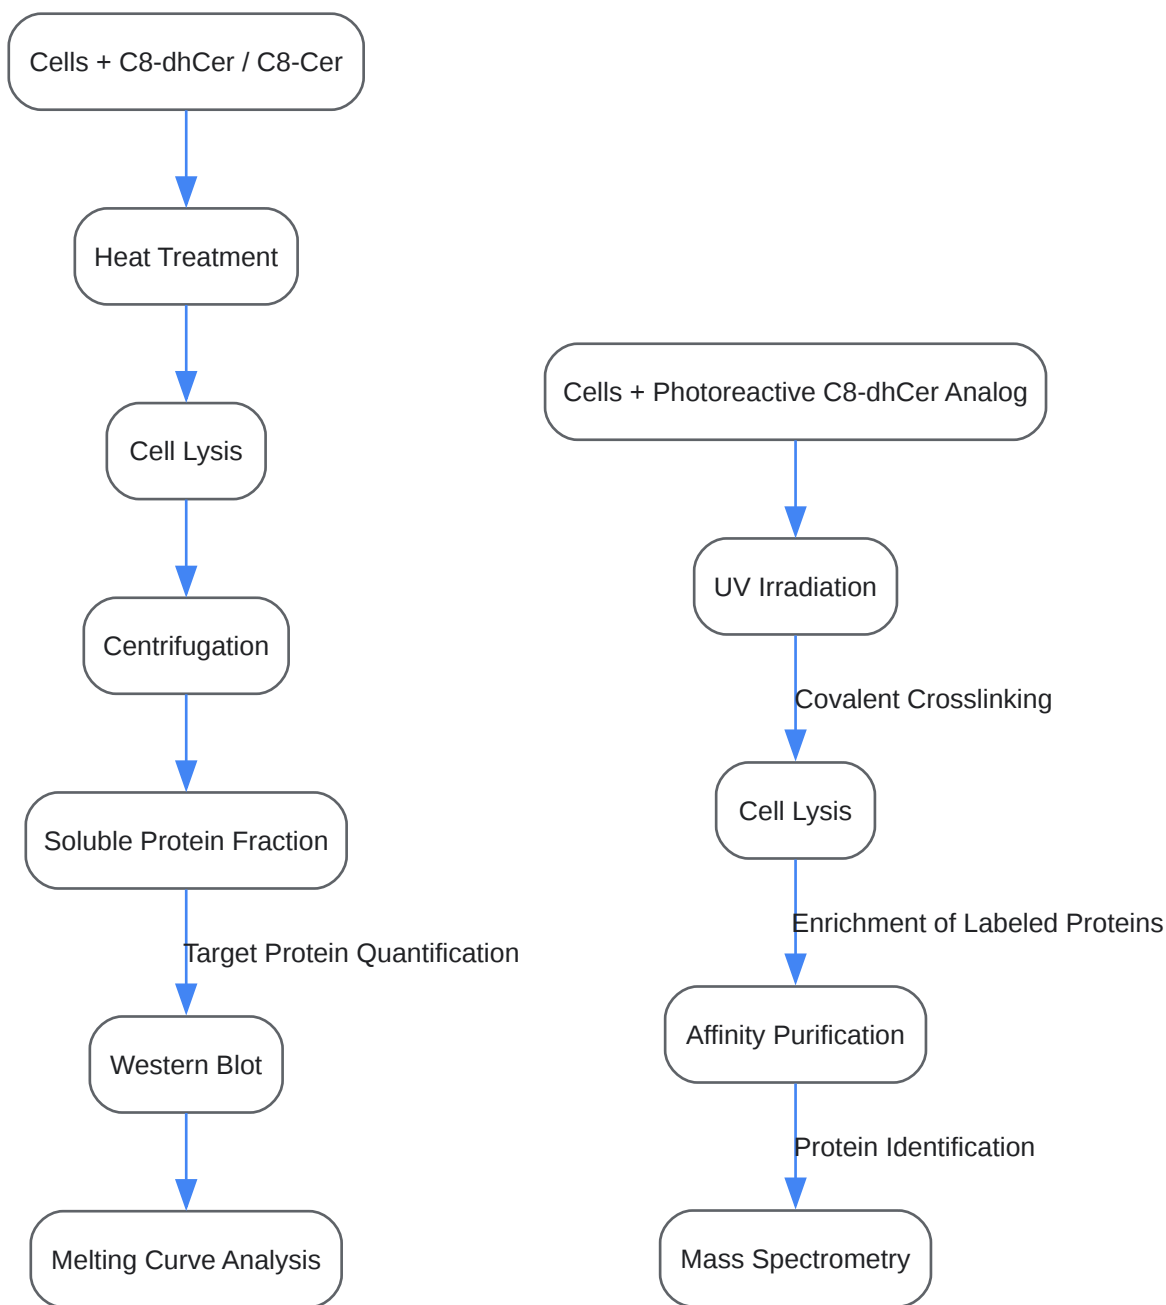 Cells + C8-dhCer / C8-Cer
Heat Treatment
Cell Lysis
Centrifugation
Soluble Protein Fraction
Target Protein Quantification
Western Blot
Melting Curve Analysis
Cells + Photoreactive C8-dhCer Analog
UV Irradiation
Covalent Crosslinking
Cell Lysis
Enrichment of Labeled Proteins
Affinity Purification
Protein Identification
Mass Spectrometry